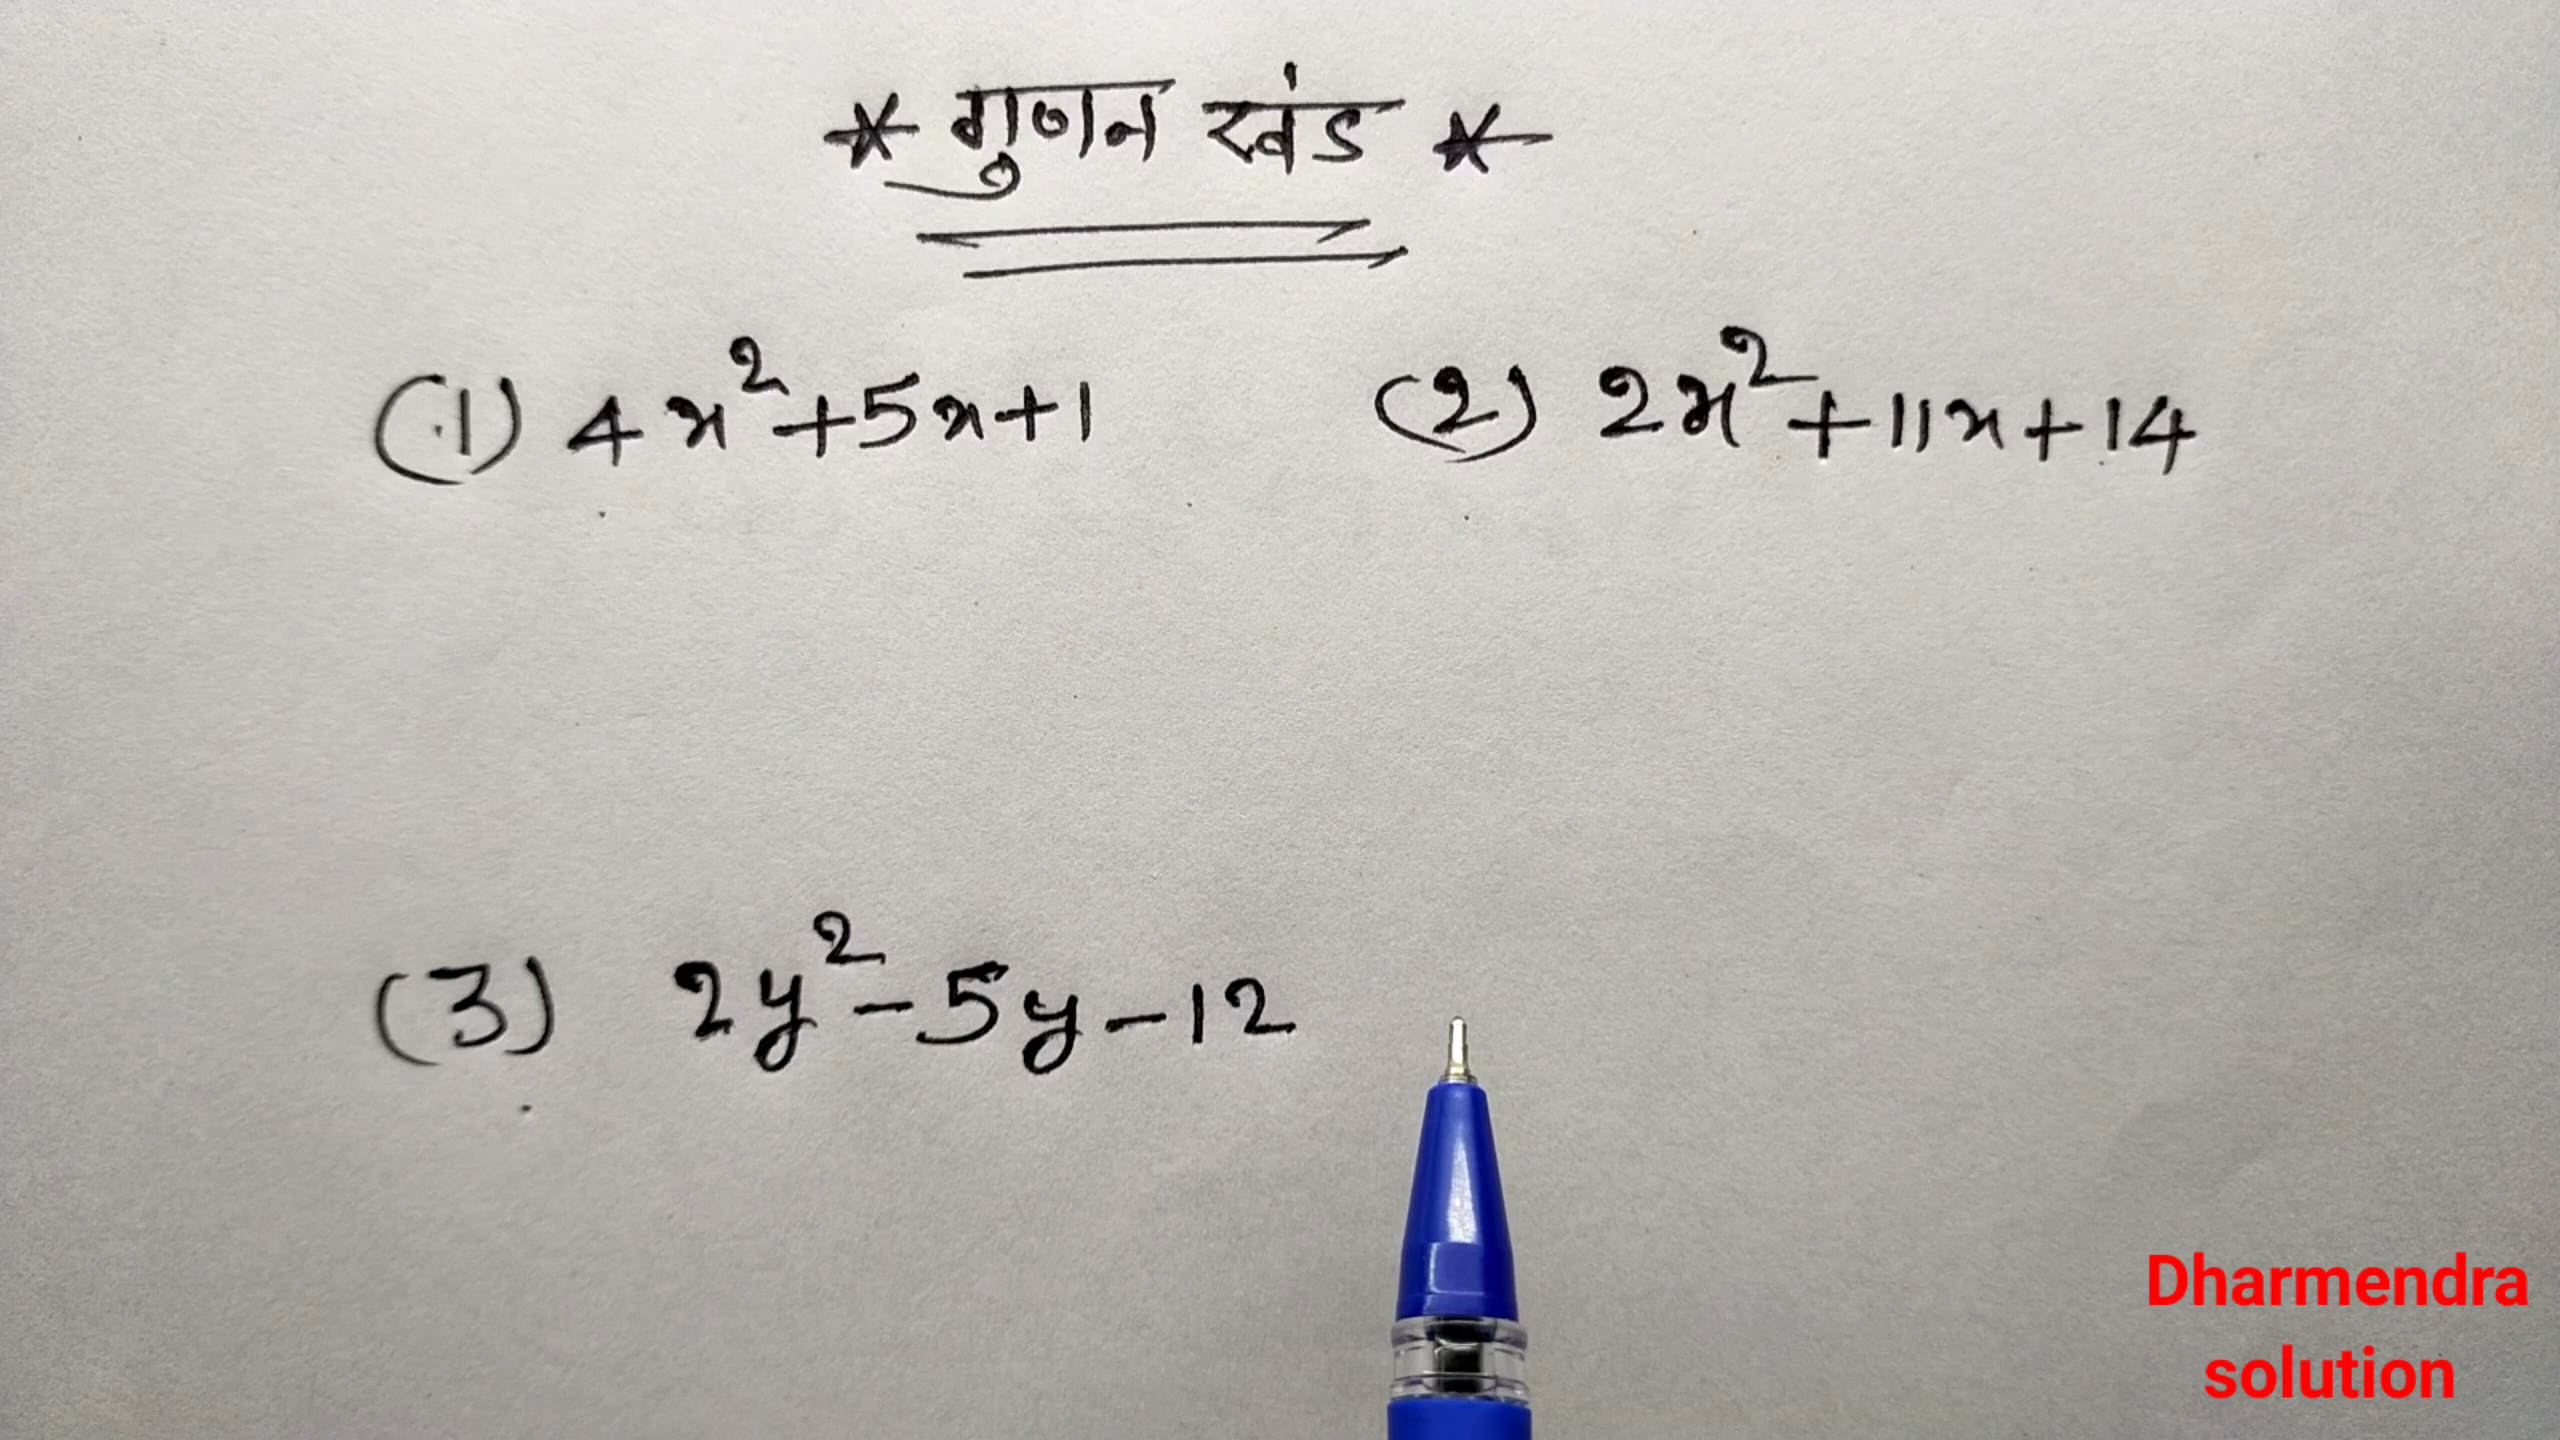 * गुणन खंड *
(1) 4x²+5x+1
(2) 2x²+11x+14
(3) 2y²-5y-12
Dharmendra
solution